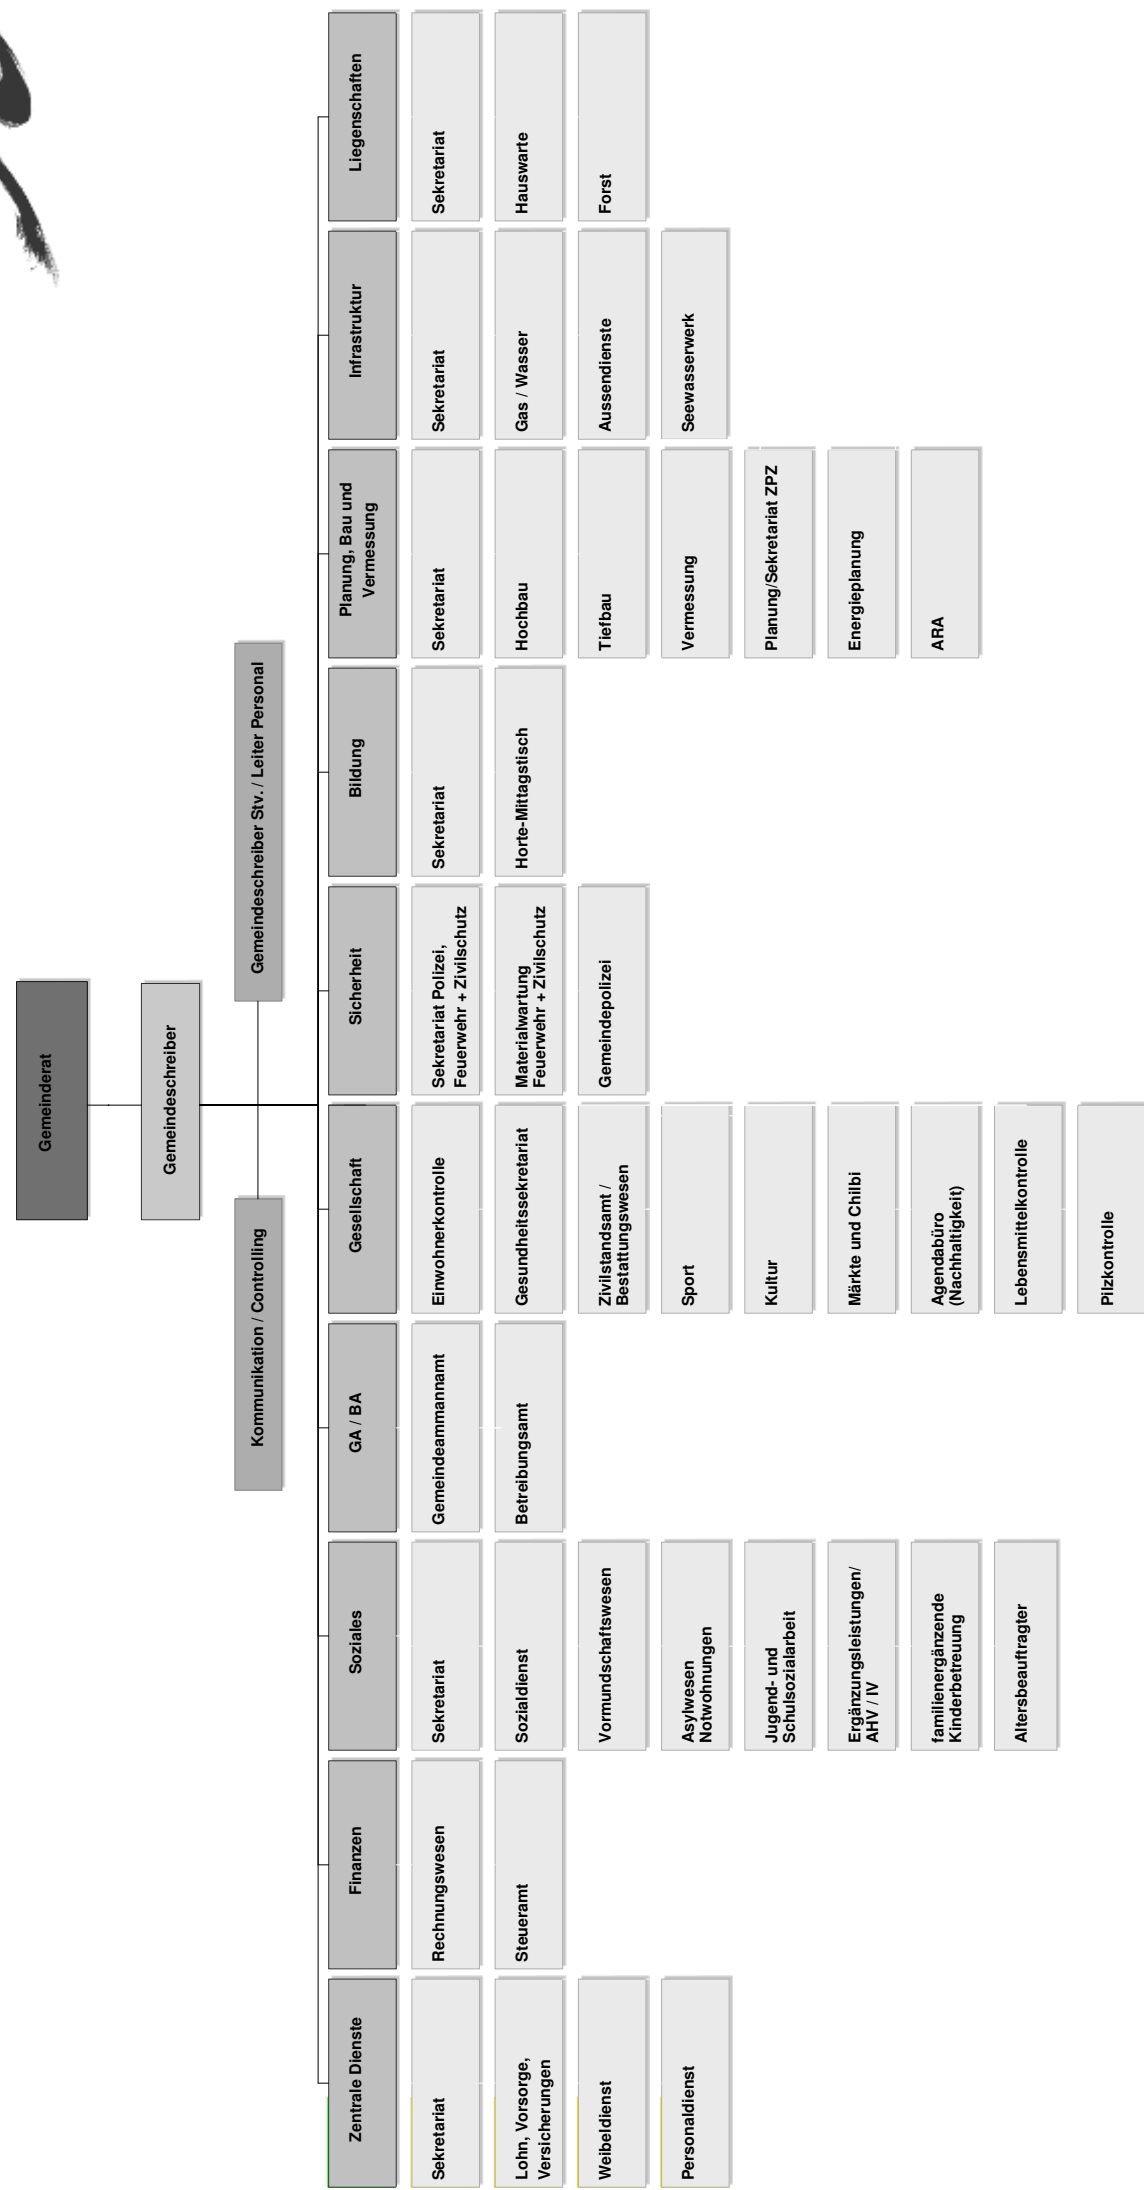 Gemeinderat
Gemeindeschreiber
Kommunikation / Controlling
Gemeindeschreiber Stv. / Leiter Personal
Zentrale Dienste
Sekretariat
Lohn, Vorsorge,
Versicherungen
Weibeldienst
Personaldienst
Finanzen
Rechnungswesen
Steueramt
Soziales
Sekretariat
Sozialdienst
Vormundschaftswesen
Asylwesen
Notwohnungen
Jugend- und
Schulsozialarbeit
Ergänzungsleistungen/
AHV / IV
familienergänzende
Kinderbetreuung
Altersbeauftragter
GA / BA
Gemeindeammannamt
Betreibungsamt
Gesellschaft
Einwohnerkontrolle
Gesundheitssekretariat
Zivilstandsamt /
Bestattungswesen
Sport
Kultur
Märkte und Chilbi
Agendabüro
(Nachhaltigkeit)
Lebensmittelkontrolle
Pilzkontrolle
Sicherheit
Sekretariat Polizei,
Feuerwehr + Zivilschutz
Materialwartung
Feuerwehr + Zivilschutz
Gemeindepolizei
Bildung
Sekretariat
Horte-Mittagstisch
Planung, Bau und
Vermessung
Sekretariat
Hochbau
Tiefbau
Vermessung
Planung/Sekretariat ZPZ
Energieplanung
ARA
Infrastruktur
Sekretariat
Gas / Wasser
Aussendienste
Seewasserwerk
Liegenschaften
Sekretariat
Hauswarte
Forst